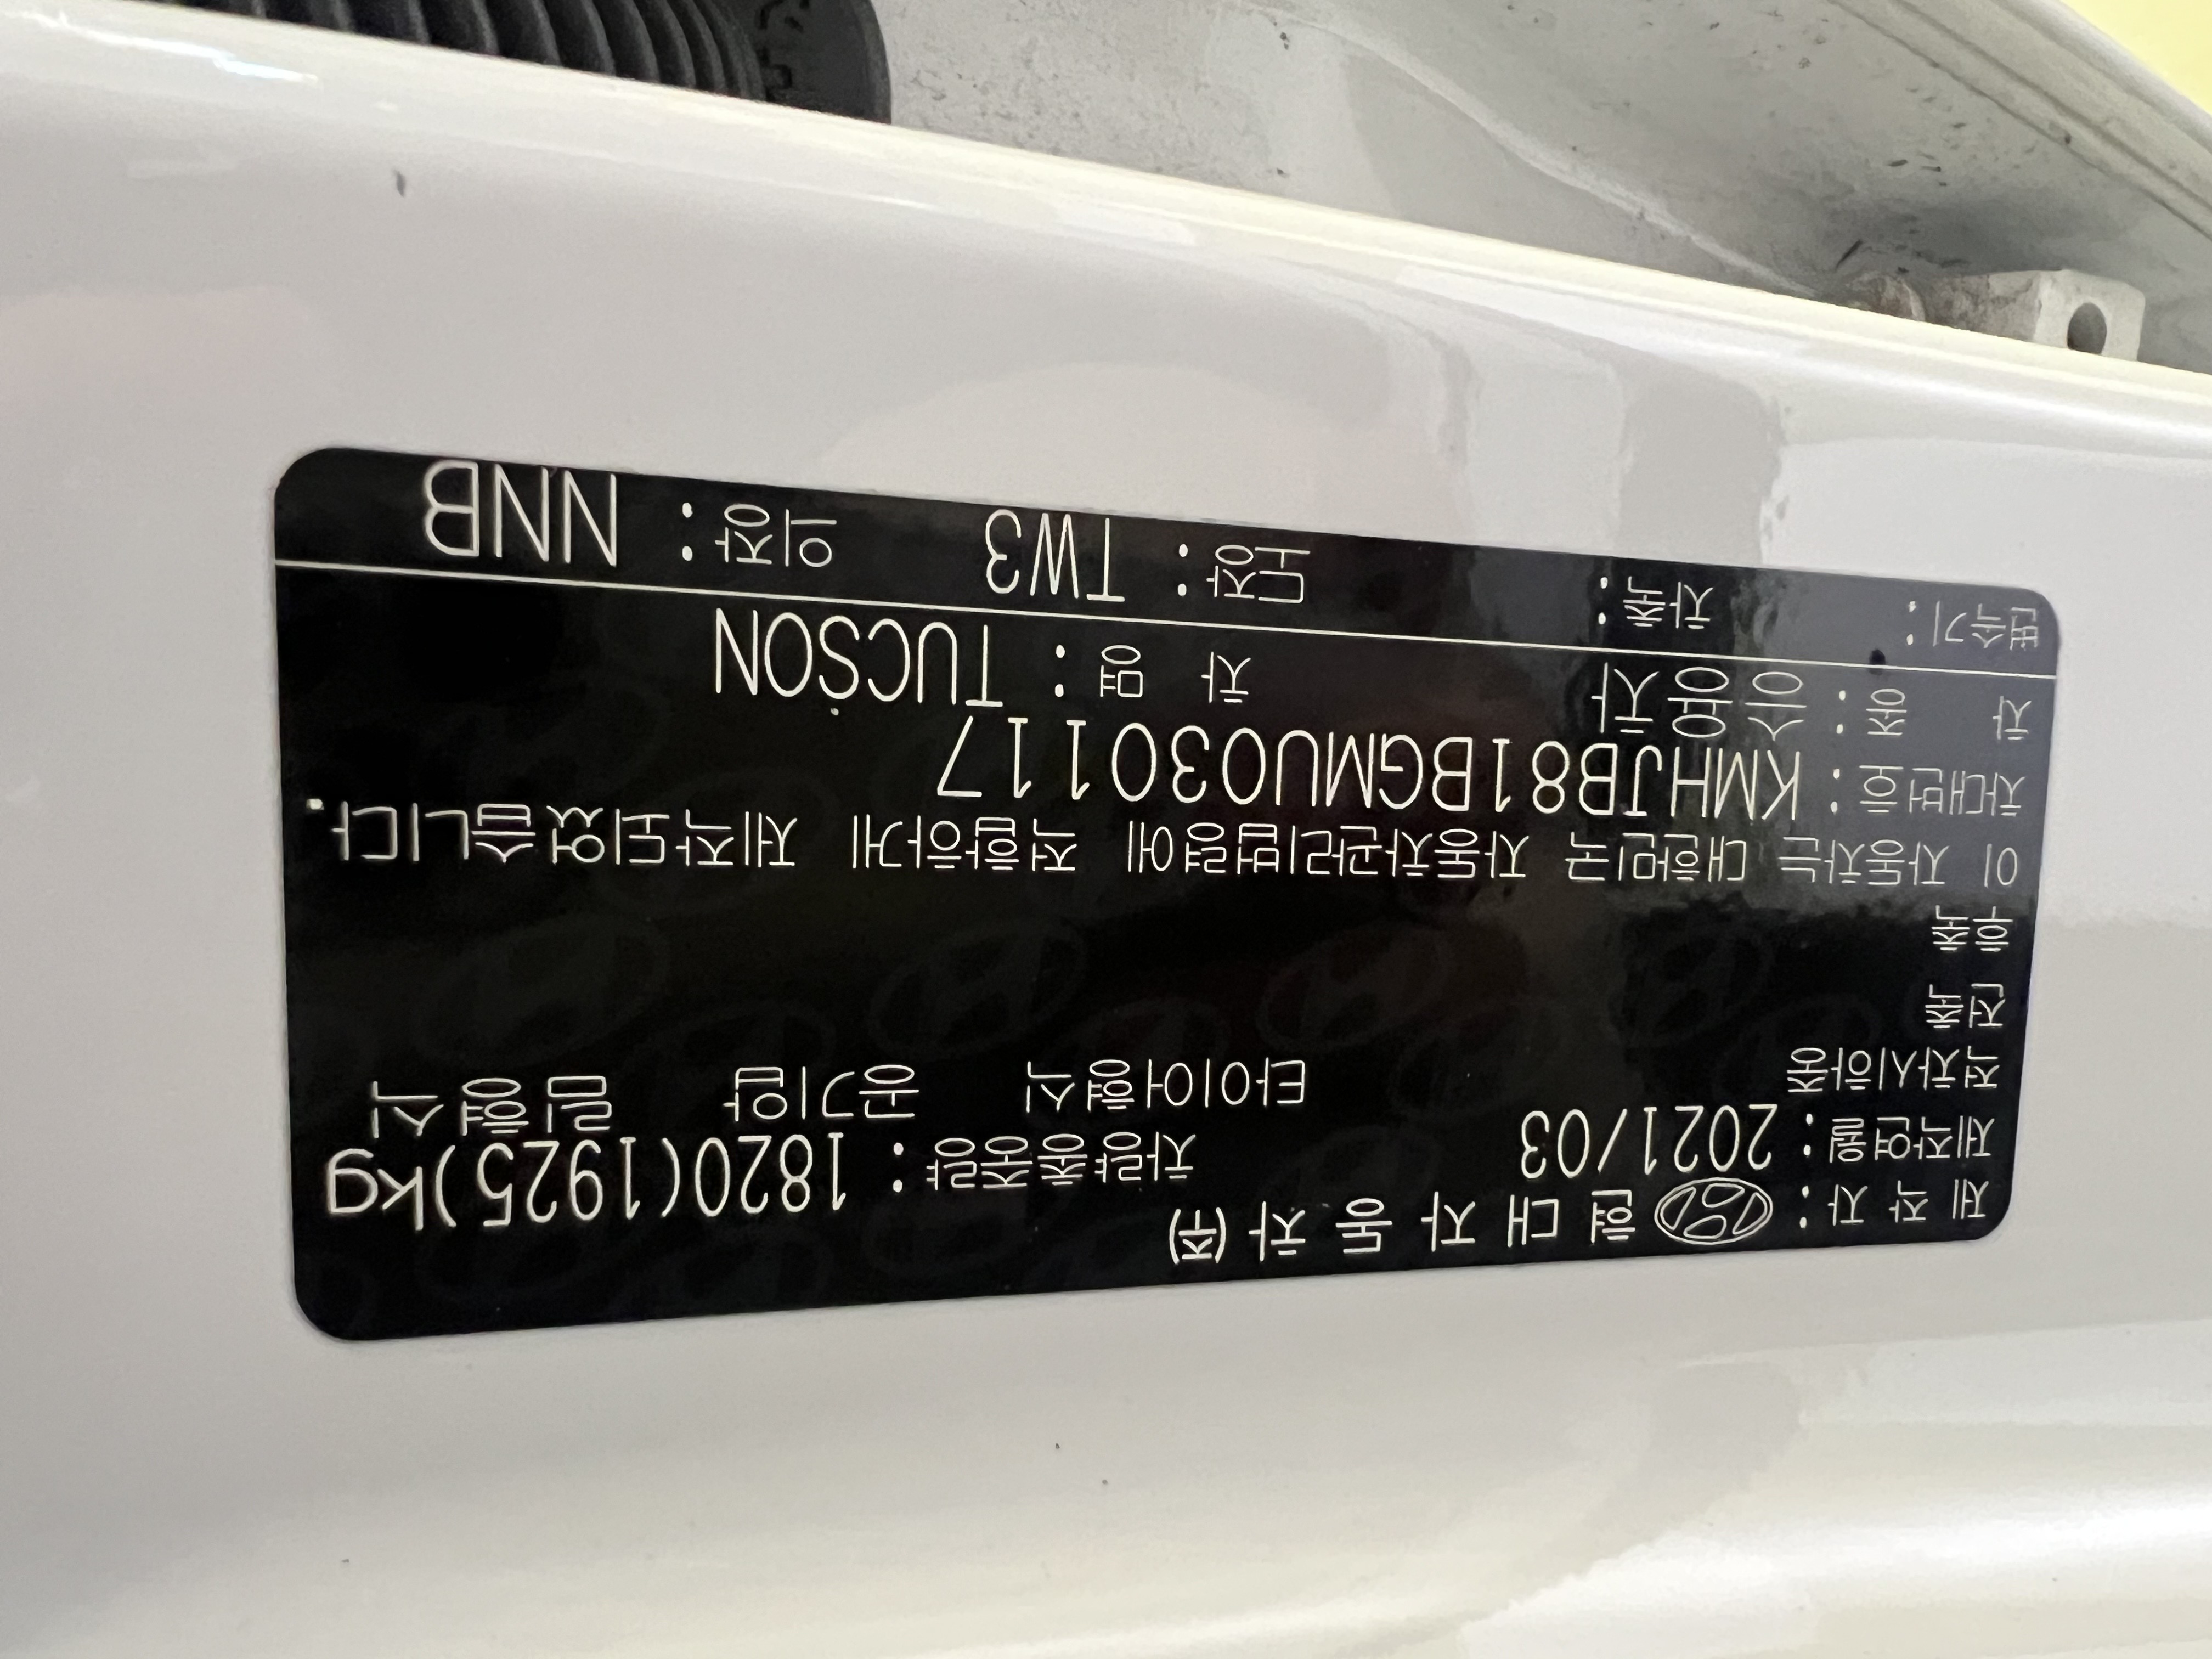 제 작 자 : 현 대 자 동 차 (주)
제작연월 : 2021/03 차량총중량 : 1820(1925)kg
적차시하중 타이어형식 공기압 림형식
전축
후축
이 자동차는 대한민국 자동차관리법령에 적합하게 제작되었습니다.
차대번호 : KMHJB81BGMU030117
차 종 : 승용차 차 명 : TUCSON
변속기 : 차축 : 도장 : TW3 외장 : NNB